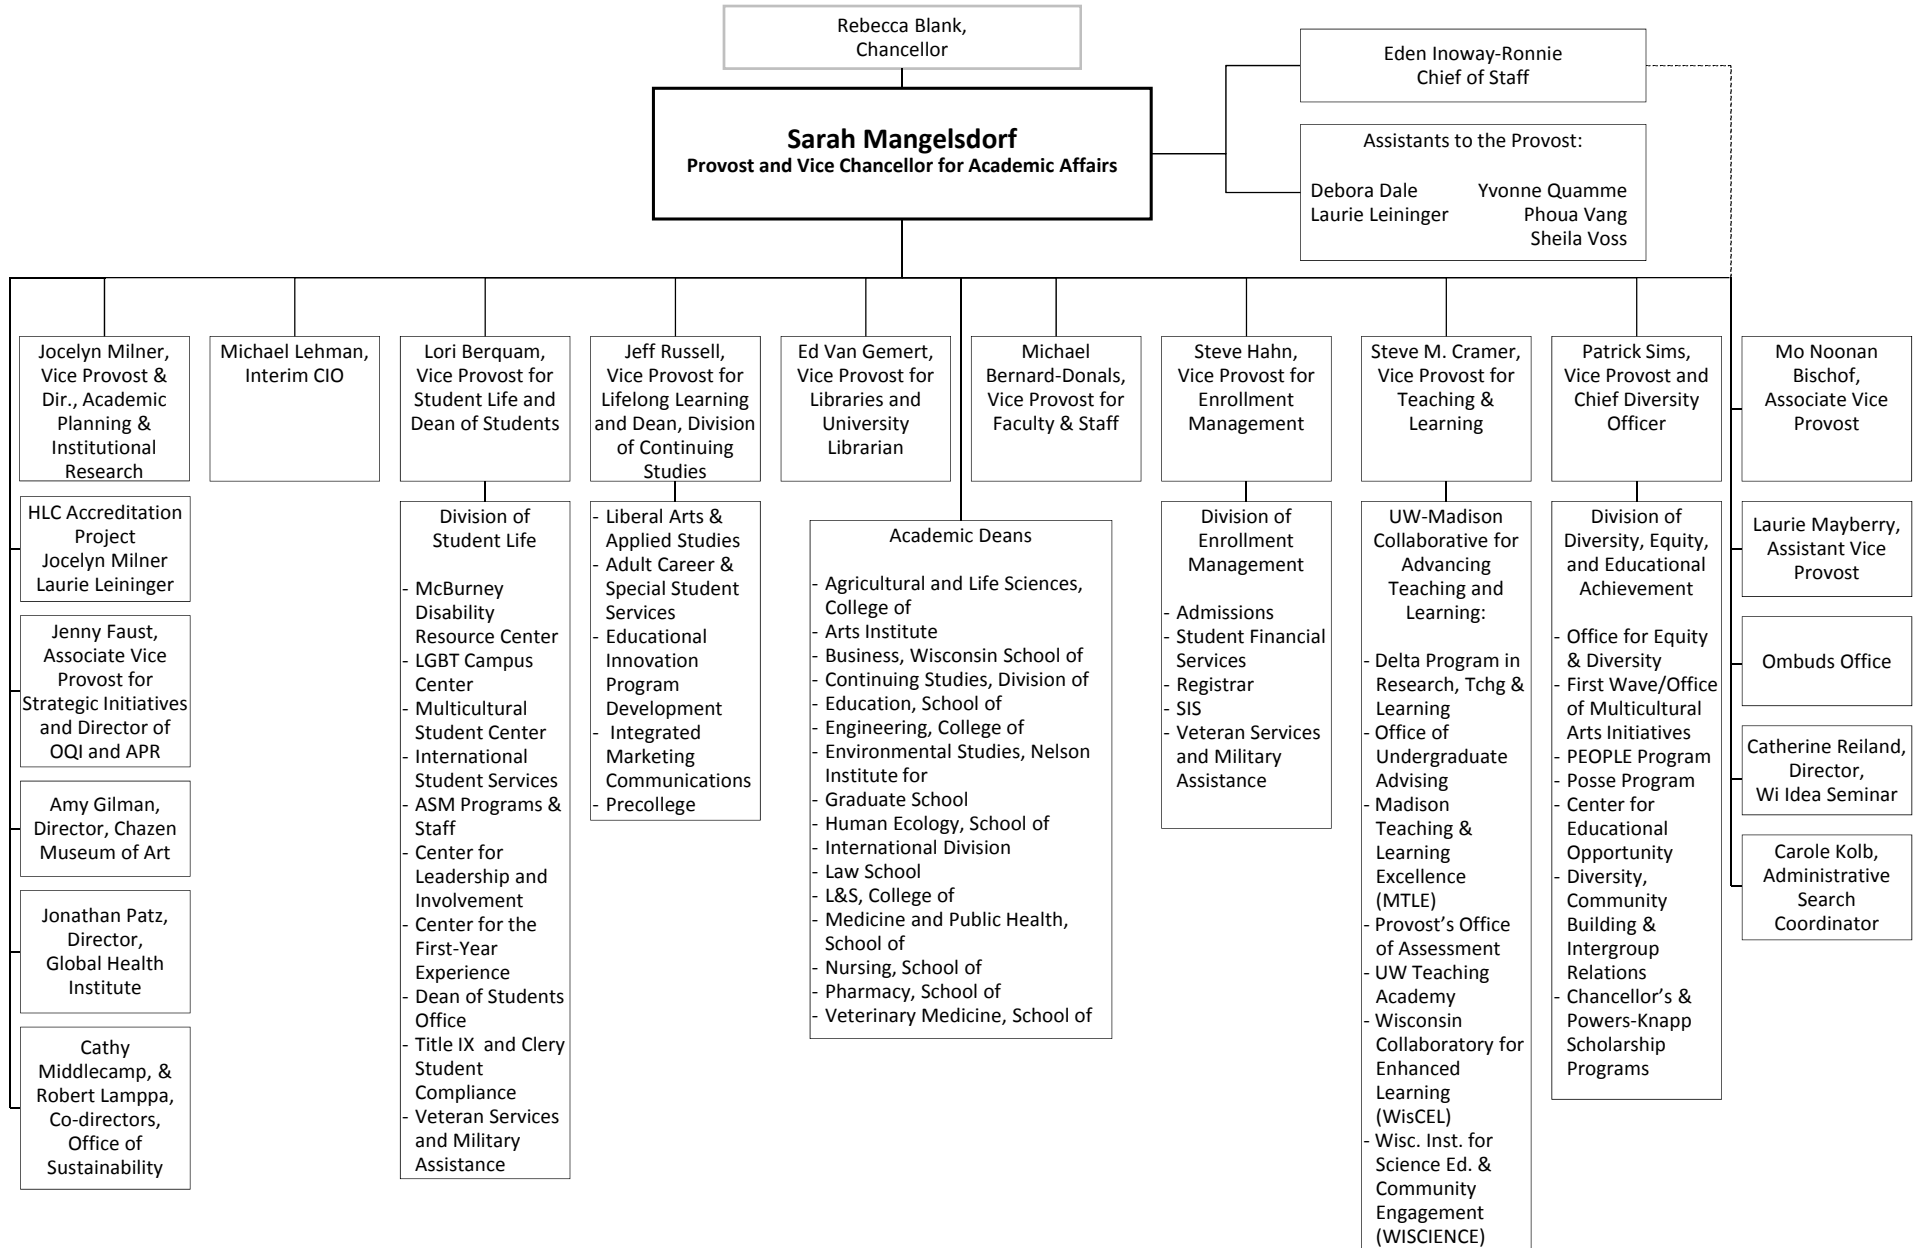 Rebecca Blank,
Chancellor
Eden Inoway-Ronnie
Chief of Staff
Sarah Mangelsdorf
Provost and Vice Chancellor for Academic Affairs
Assistants to the Provost:
Debora Dale
Laurie Leininger
Yvonne Quamme
Phoua Vang
Sheila Voss
Jocelyn Milner,
Vice Provost &
Dir., Academic
Planning &
Institutional
Research
Michael Lehman,
Interim CIO
Lori Berquam,
Vice Provost for
Student Life and
Dean of Students
Jeff Russell,
Vice Provost for
Lifelong Learning
and Dean, Division
of Continuing
Studies
Ed Van Gemert,
Vice Provost for
Libraries and
University
Librarian
Michael
Bernard-Donals,
Vice Provost for
Faculty & Staff
Steve Hahn,
Vice Provost for
Enrollment
Management
Steve M. Cramer,
Vice Provost for
Teaching &
Learning
Patrick Sims,
Vice Provost and
Chief Diversity
Officer
Mo Noonan
Bischof,
Associate Vice
Provost
HLC Accreditation
Project
Jocelyn Milner
Laurie Leininger
Jenny Faust,
Associate Vice
Provost for
Strategic Initiatives
and Director of
OQI and APR
Amy Gilman,
Director, Chazen
Museum of Art
Jonathan Patz,
Director,
Global Health
Institute
Cathy
Middlecamp, &
Robert Lamppa,
Co-directors,
Office of
Sustainability
Division of
Student Life
- McBurney
Disability
Resource Center
- LGBT Campus
Center
- Multicultural
Student Center
- International
Student Services
- ASM Programs &
Staff
- Center for
Leadership and
Involvement
- Center for the
First-Year
Experience
- Dean of Students
Office
- Title IX and Clery
Student
Compliance
- Veteran Services
and Military
Assistance
- Liberal Arts &
Applied Studies
- Adult Career &
Special Student
Services
- Educational
Innovation
Program
Development
- Integrated
Marketing
Communications
- Precollege
Academic Deans
- Agricultural and Life Sciences,
College of
- Arts Institute
- Business, Wisconsin School of
- Continuing Studies, Division of
- Education, School of
- Engineering, College of
- Environmental Studies, Nelson
Institute for
- Graduate School
- Human Ecology, School of
- International Division
- Law School
- L&S, College of
- Medicine and Public Health,
School of
- Nursing, School of
- Pharmacy, School of
- Veterinary Medicine, School of
Division of
Enrollment
Management
- Admissions
- Student Financial
Services
- Registrar
- SIS
- Veteran Services
and Military
Assistance
UW-Madison
Collaborative for
Advancing
Teaching and
Learning:
- Delta Program in
Research, Tchg &
Learning
- Office of
Undergraduate
Advising
- Madison
Teaching &
Learning
Excellence
(MTLE)
- Provost's Office
of Assessment
- UW Teaching
Academy
- Wisconsin
Collaboratory for
Enhanced
Learning
(WisCEL)
- Wisc. Inst. for
Science Ed. &
Community
Engagement
(WISCIENCE)
Division of
Diversity, Equity,
and Educational
Achievement
- Office for Equity
& Diversity
- First Wave/Office
of Multicultural
Arts Initiatives
- PEOPLE Program
- Posse Program
- Center for
Educational
Opportunity
- Diversity,
Community
Building &
Intergroup
Relations
- Chancellor's &
Powers-Knapp
Scholarship
Programs
Laurie Mayberry,
Assistant Vice
Provost
Ombuds Office
Catherine Reiland,
Director,
Wi Idea Seminar
Carole Kolb,
Administrative
Search
Coordinator